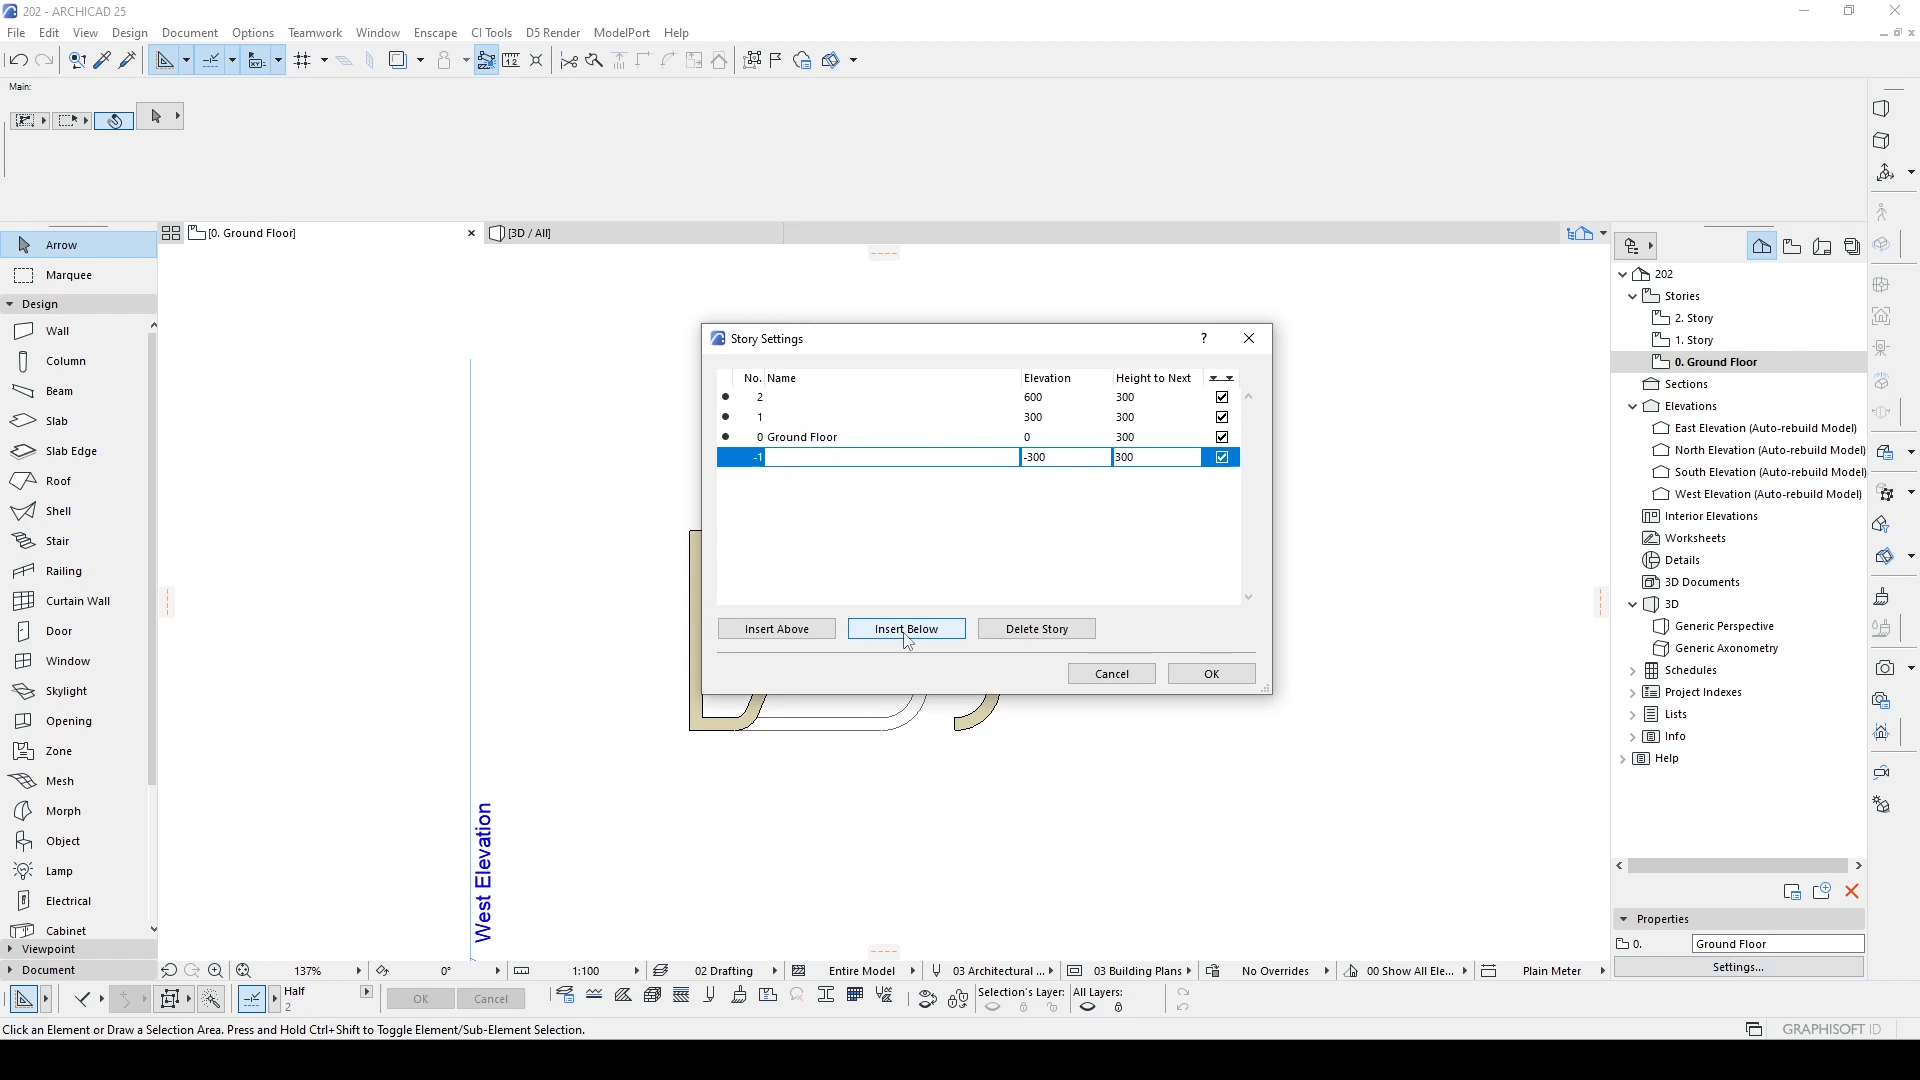 202 - ARCHICAD 25
File Edit View Design Document Options Teamwork Window Enscape CI Tools D5 Render ModelPort Help
Main:
[0. Ground Floor]
[3D / All]
Arrow
Marquee
Design
Wall
Column
Beam
Slab
Slab Edge
Roof
Shell
Stair
Railing
Curtain Wall
Door
Window
Skylight
Opening
Zone
Mesh
Morph
Object
Lamp
Electrical
Cabinet
Viewpoint
Document
West Elevation
Story Settings
No. Name Elevation Height to Next
2 600 300
1 300 300
0 Ground Floor 0 300
-1 -300 300
Insert Above Insert Below Delete Story
Cancel OK
202
Stories
2. Story
1. Story
0. Ground Floor
Sections
Elevations
East Elevation (Auto-rebuild Model)
North Elevation (Auto-rebuild Model)
South Elevation (Auto-rebuild Model)
West Elevation (Auto-rebuild Model)
Interior Elevations
Worksheets
Details
3D Documents
3D
Generic Perspective
Generic Axonometry
Schedules
Project Indexes
Lists
Info
Help
Properties
0. Ground Floor
Settings...
137% 0° 1:100 02 Drafting Entire Model 03 Architectural ... 03 Building Plans No Overrides 00 Show All Ele... Plain Meter
Half
2
OK Cancel
Selection's Layer: All Layers:
Click an Element or Draw a Selection Area. Press and Hold Ctrl+Shift to Toggle Element/Sub-Element Selection.
GRAPHISOFT ID